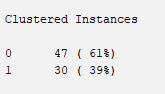 Clustered Instances
0 47 ( 61%)
1 30 ( 39%)